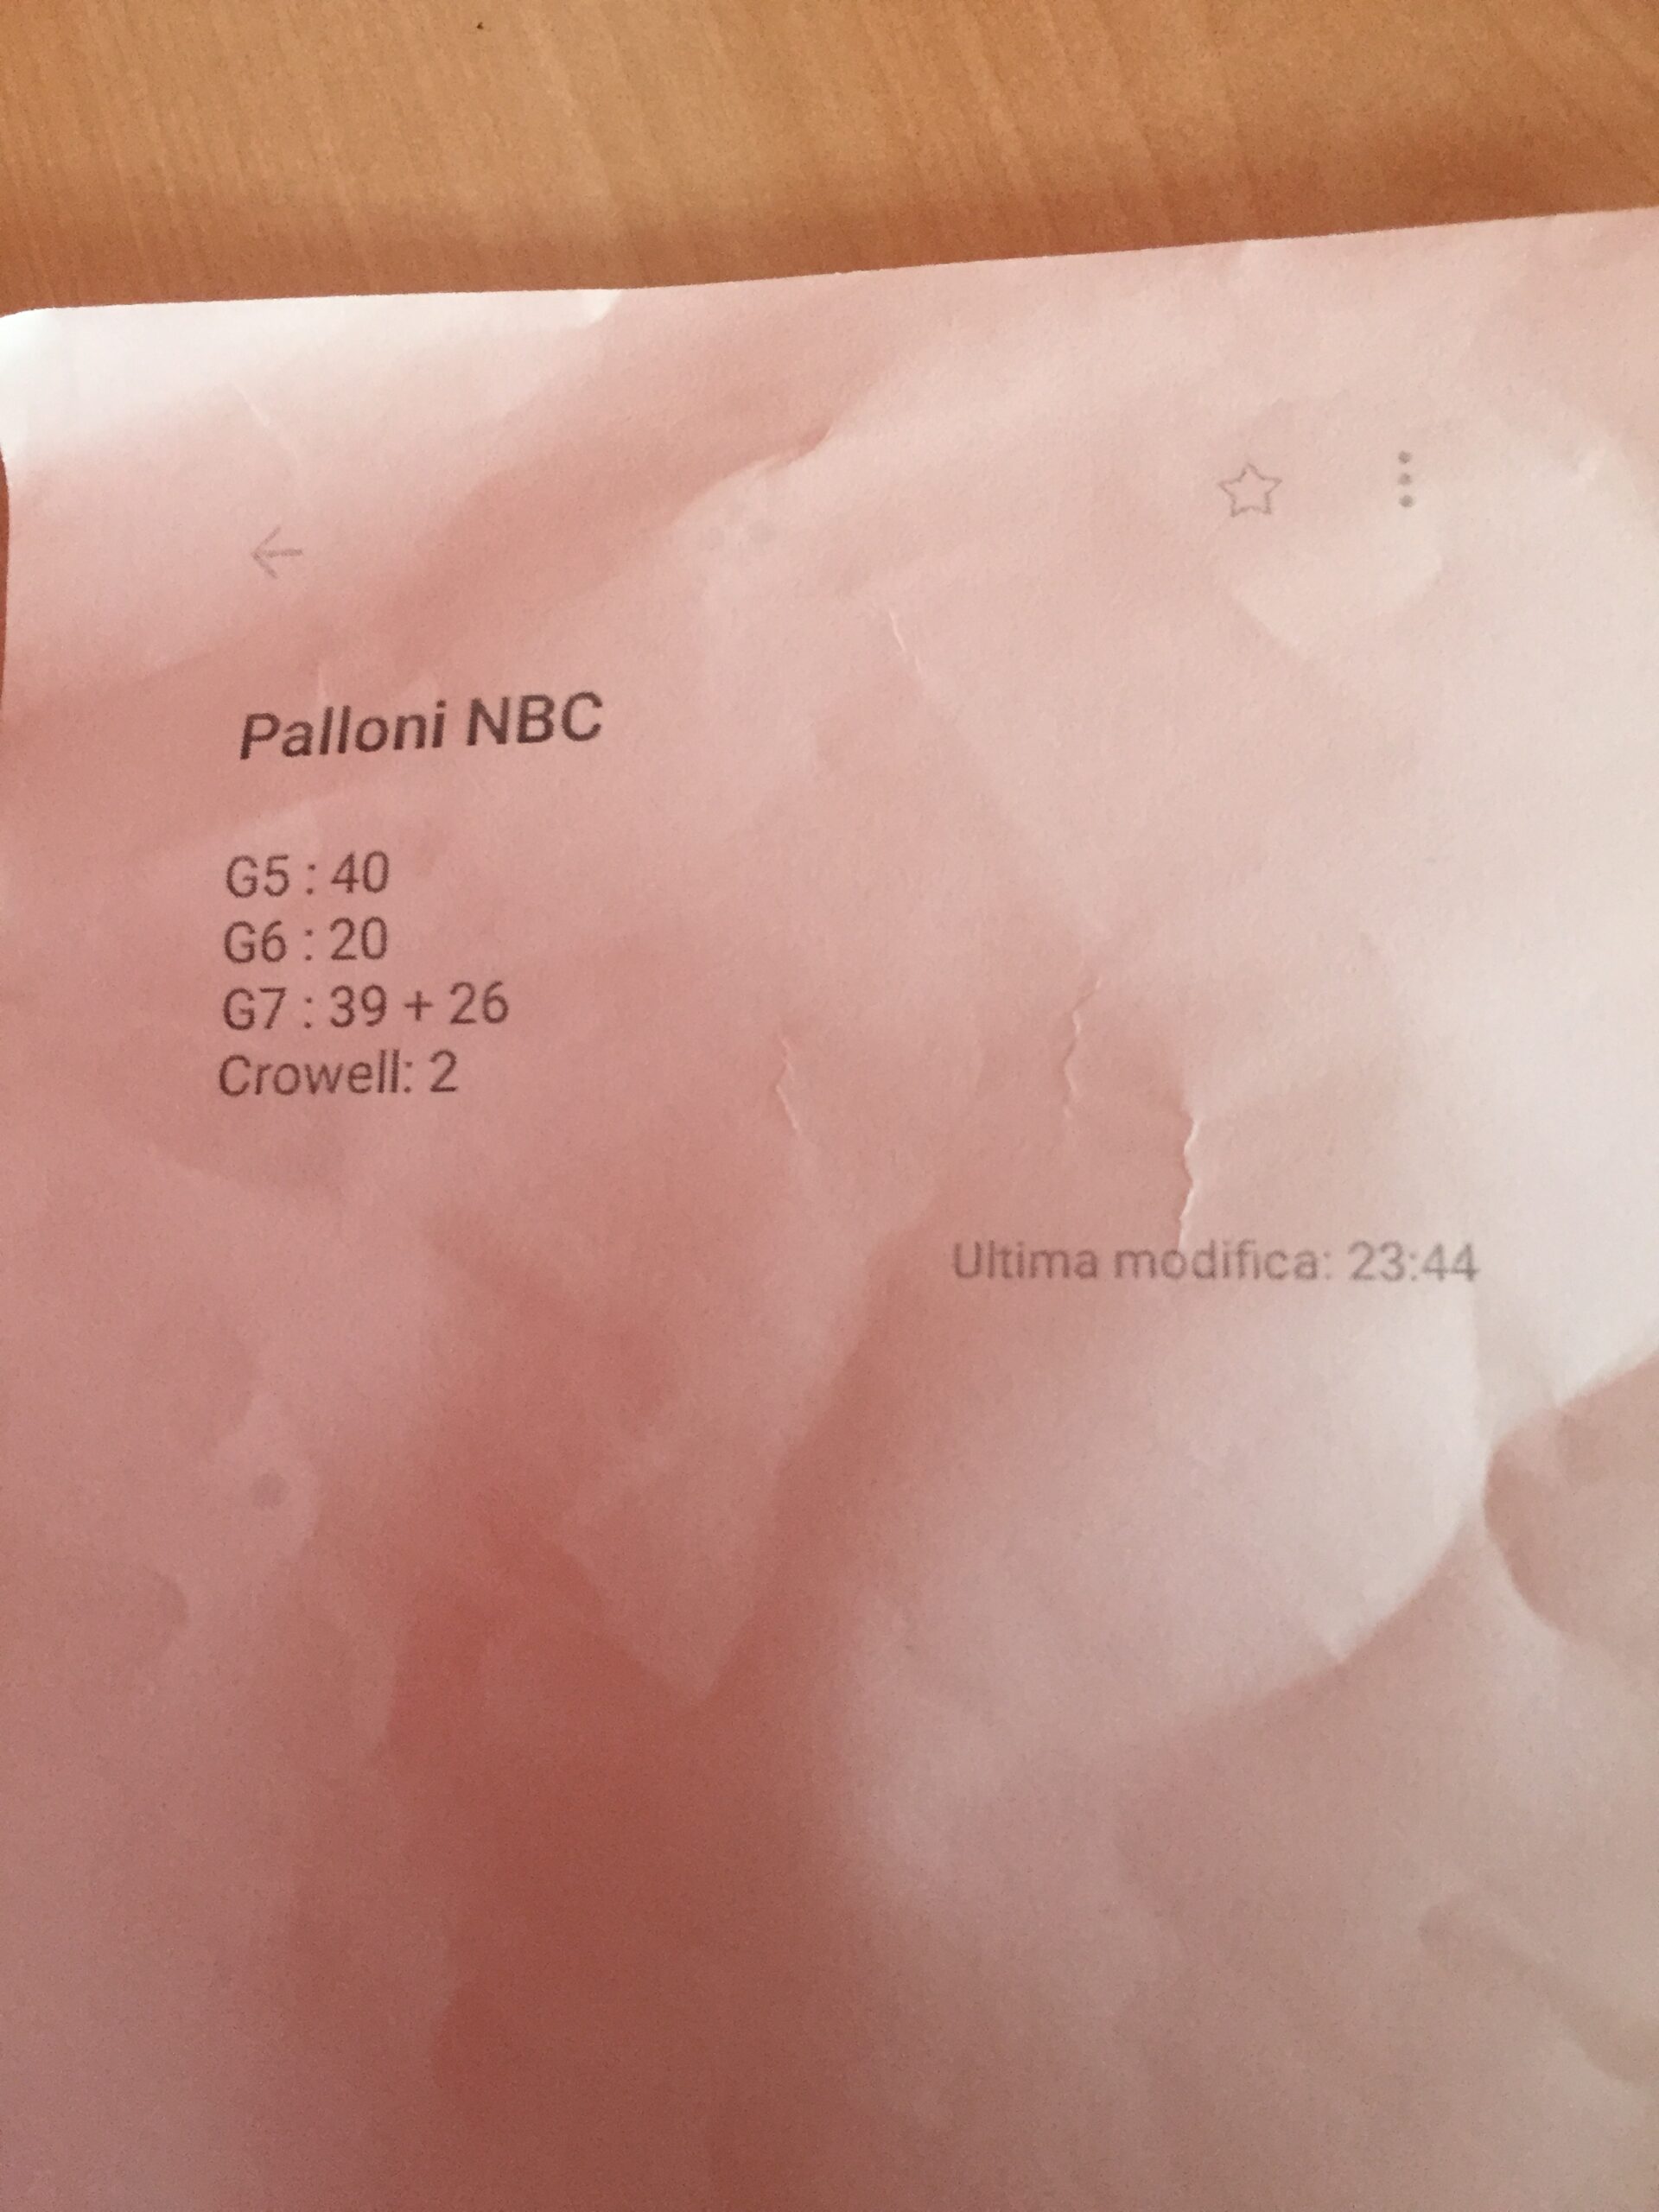 Palloni NBC
G5 : 40
G6 : 20
G7 : 39 + 26
Crowell: 2
Ultima modifica: 23:44